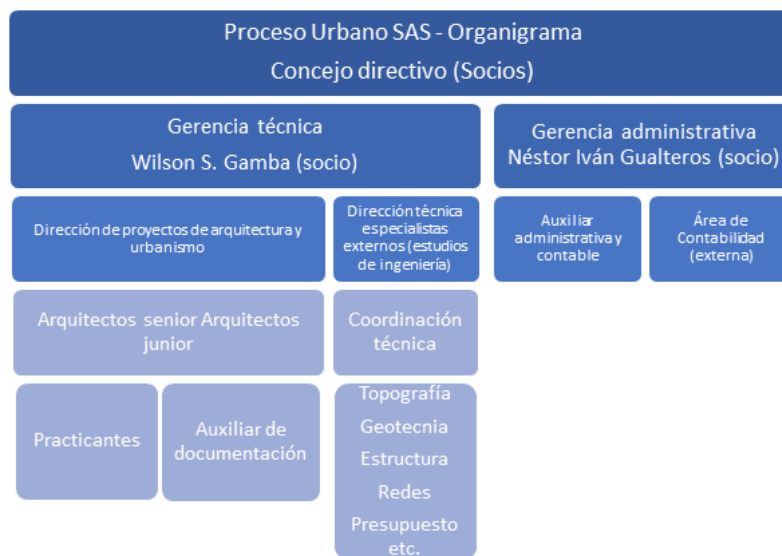 Proceso Urbano SAS - Organigrama
Concejo directivo (Socios)
Gerencia técnica
Wilson S. Gamba (socio)
Gerencia administrativa
Néstor Iván Gualteros (socio)
Dirección de proyectos de arquitectura y
urbanismo
Dirección técnica
especialistas
externos (estudios
de ingeniería)
Auxiliar
administrativa y
contable
Área de
Contabilidad
(externa)
Arquitectos senior Arquitectos
junior
Coordinación
técnica
Practicantes
Auxiliar de
documentación
Topografía
Geotecnia
Estructura
Redes
Presupuesto
etc.